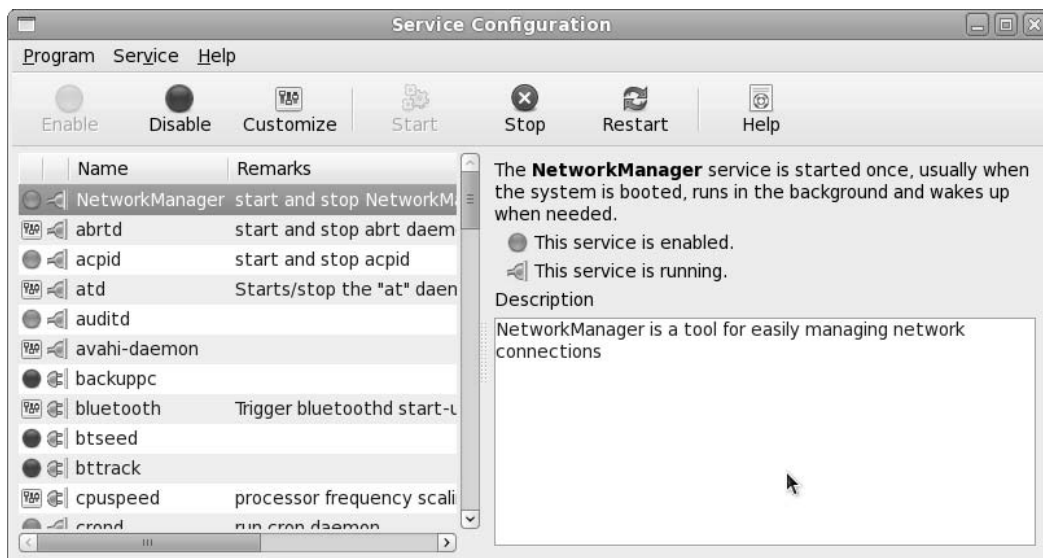 Service Configuration
Program Service Help
Enable Disable Customize Start Stop Restart Help
Name Remarks
NetworkManager start and stop NetworkMa
abrtd start and stop abrt daem
acpid start and stop acpid
atd Starts/stop the "at" daen
auditd
avahi-daemon
backuppc
bluetooth Trigger bluetoothd start-u
btseed
bttrack
cpuspeed processor frequency scali
crond run cron daemon
The NetworkManager service is started once, usually when
the system is booted, runs in the background and wakes up
when needed.
This service is enabled.
This service is running.
Description
NetworkManager is a tool for easily managing network
connections